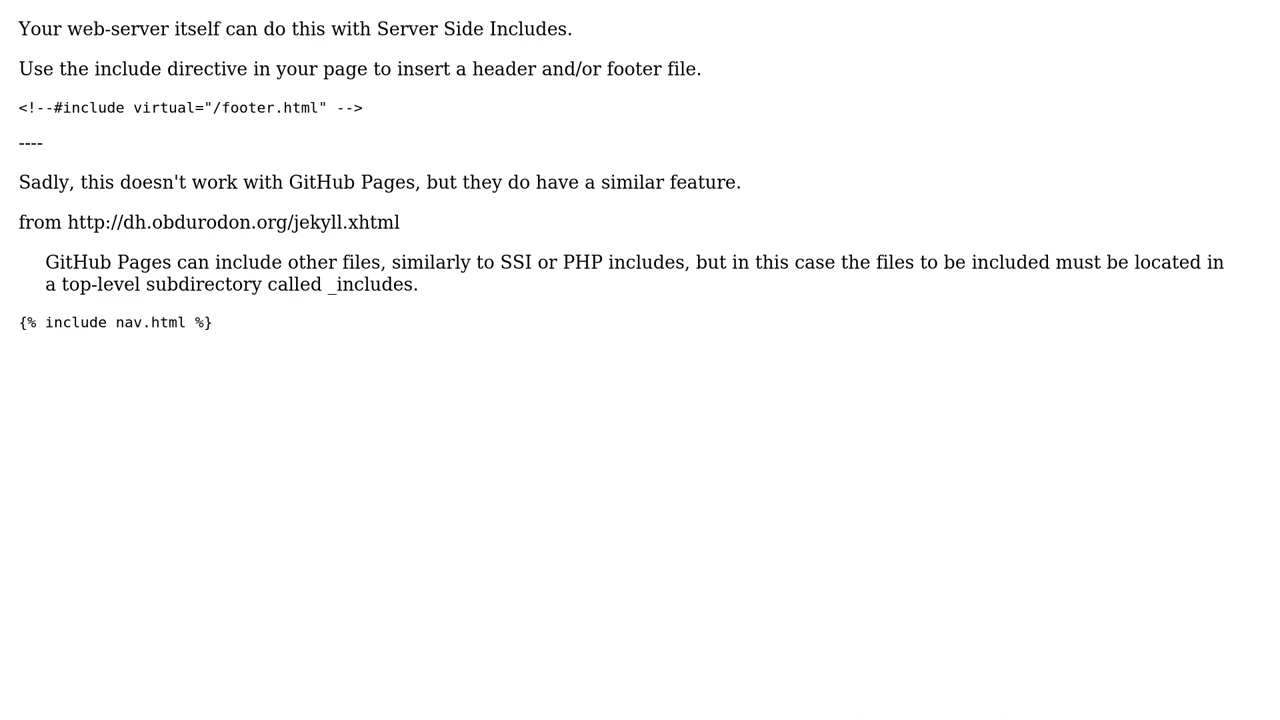 Your web-server itself can do this with Server Side Includes.
Use the include directive in your page to insert a header and/or footer file.
<!--#include virtual="/footer.html" -->
----
Sadly, this doesn't work with GitHub Pages, but they do have a similar feature.
from http://dh.obdurodon.org/jekyll.xhtml
GitHub Pages can include other files, similarly to SSI or PHP includes, but in this case the files to be included must be located in
a top-level subdirectory called _includes.
{% include nav.html %}